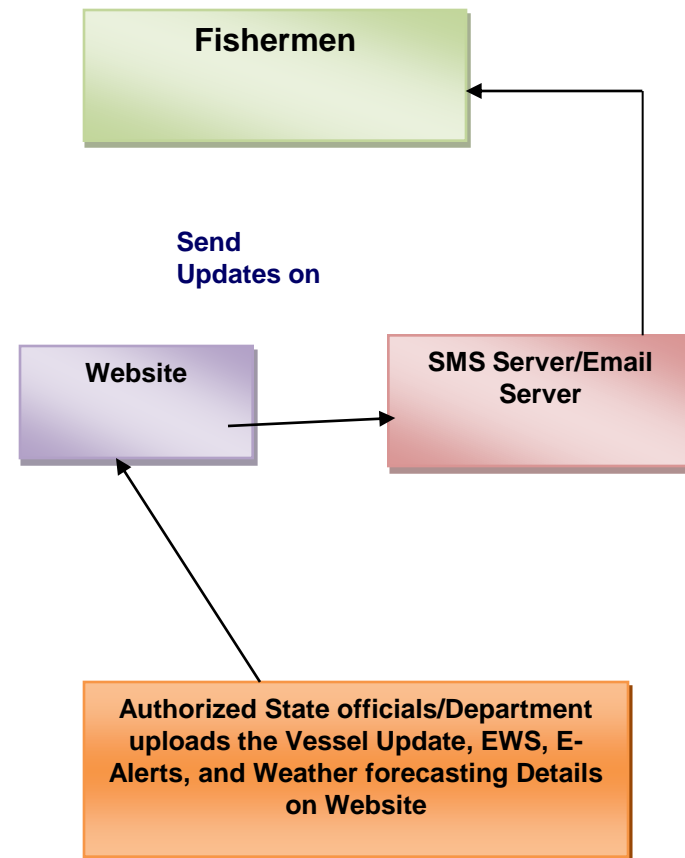 Fishermen
Send
Updates on
Website
SMS Server/Email
Server
Authorized State officials/Department
uploads the Vessel Update, EWS, E-
Alerts, and Weather forecasting Details
on Website